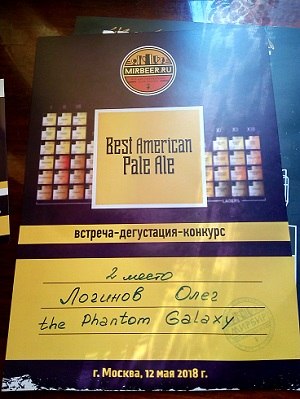 MIRBEER.RU
Best American
Pale Ale
LAGERS
встреча-дегустация-конкурс
2 место
Логинов Олег
the Phantom Galaxy
г. Москва, 12 мая 2018 г.